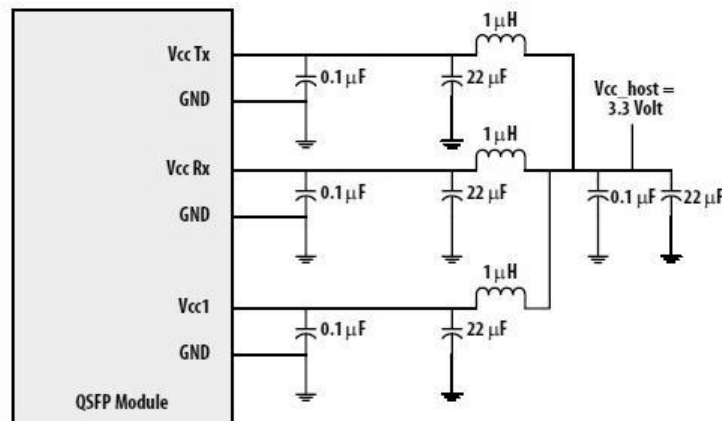 1 μH
Vcc Tx
0.1 μF
22 μF
GND
Vcc_host =
3.3 Volt
1 μH
Vcc Rx
0.1 μF
22 μF
0.1 μF
22 μF
GND
1 μH
Vcc1
0.1 μF
22 μF
GND
QSFP Module